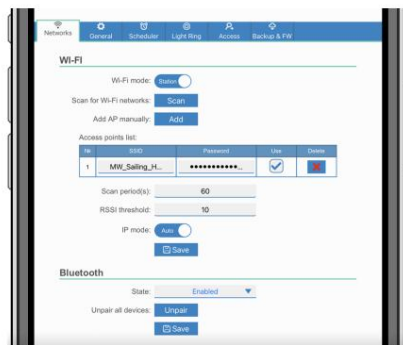 Networks General Scheduler Light Ring Access Backup & FW
WI-FI
Wi-Fi mode: Station
Scan for Wi-Fi networks: Scan
Add AP manually: Add
Access points list:
№ SSID Password Use Delete
1 MW_Sailing_H... •••••••••••...
Scan period(s): 60
RSSI threshold: 10
IP mode: Auto
Save
Bluetooth
State: Enabled
Unpair all devices: Unpair
Save